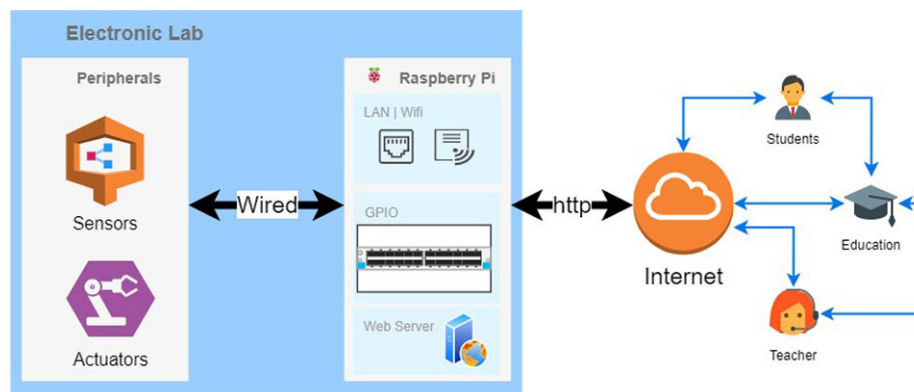 Electronic Lab
Peripherals
Sensors
Actuators
Wired
Raspberry Pi
LAN | Wifi
GPIO
Web Server
http
Internet
Students
Education
Teacher